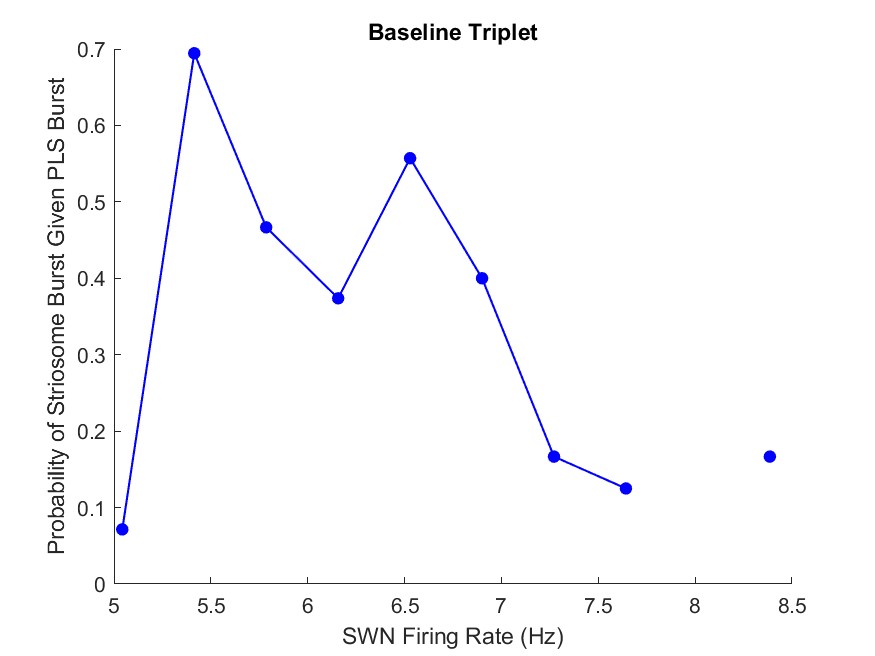 Baseline Triplet
Probability of Striosome Burst Given PLS Burst
0.7
0.6
0.5
0.4
0.3
0.2
0.1
0
5 5.5 6 6.5 7 7.5 8 8.5
SWN Firing Rate (Hz)